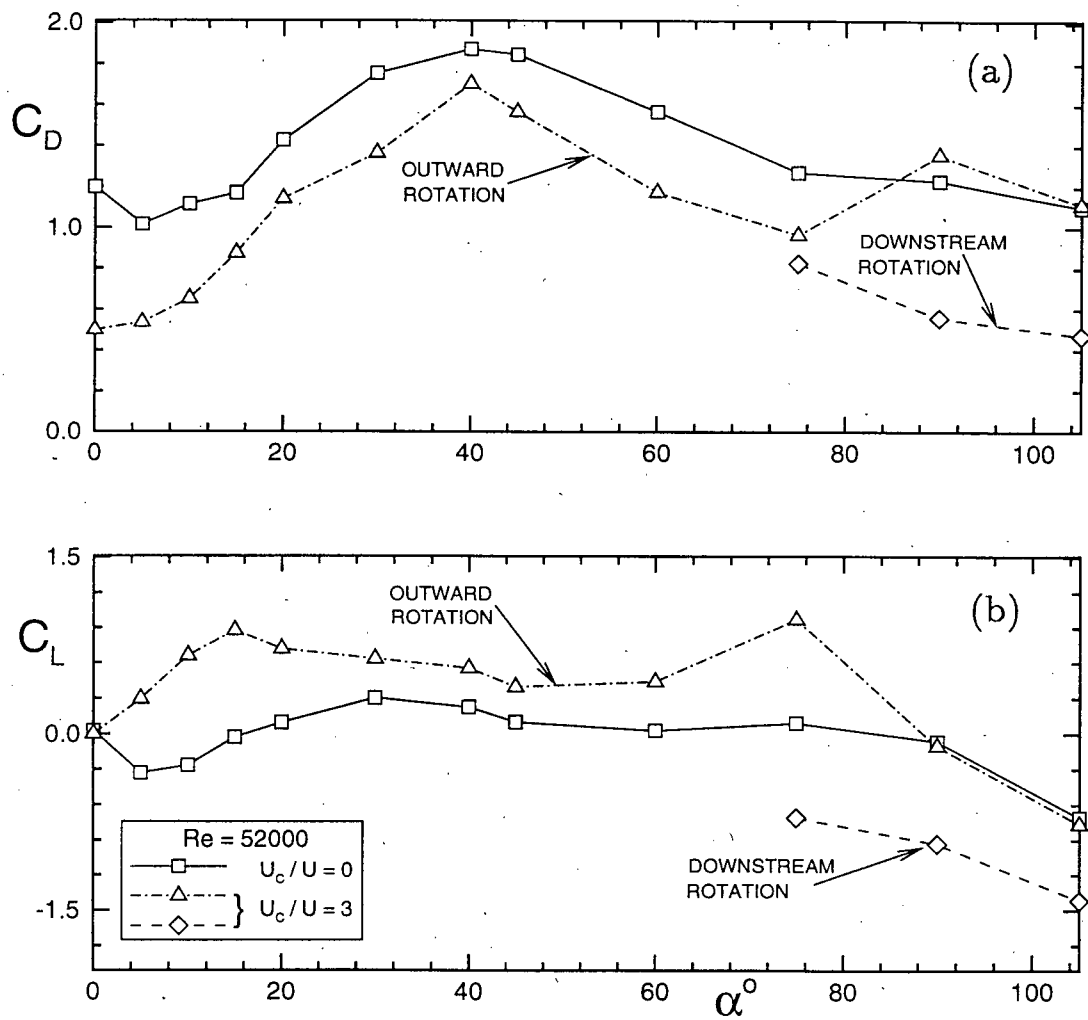 2.0
(a)
C_D
OUTWARD
ROTATION
1.0
DOWNSTREAM
ROTATION
0.0
0 20 40 60 80 100
1.5
OUTWARD
ROTATION
(b)
C_L
0.0
Re = 52000
U_c / U = 0
} U_c / U = 3
DOWNSTREAM
ROTATION
-1.5
0 20 40 60 α° 80 100